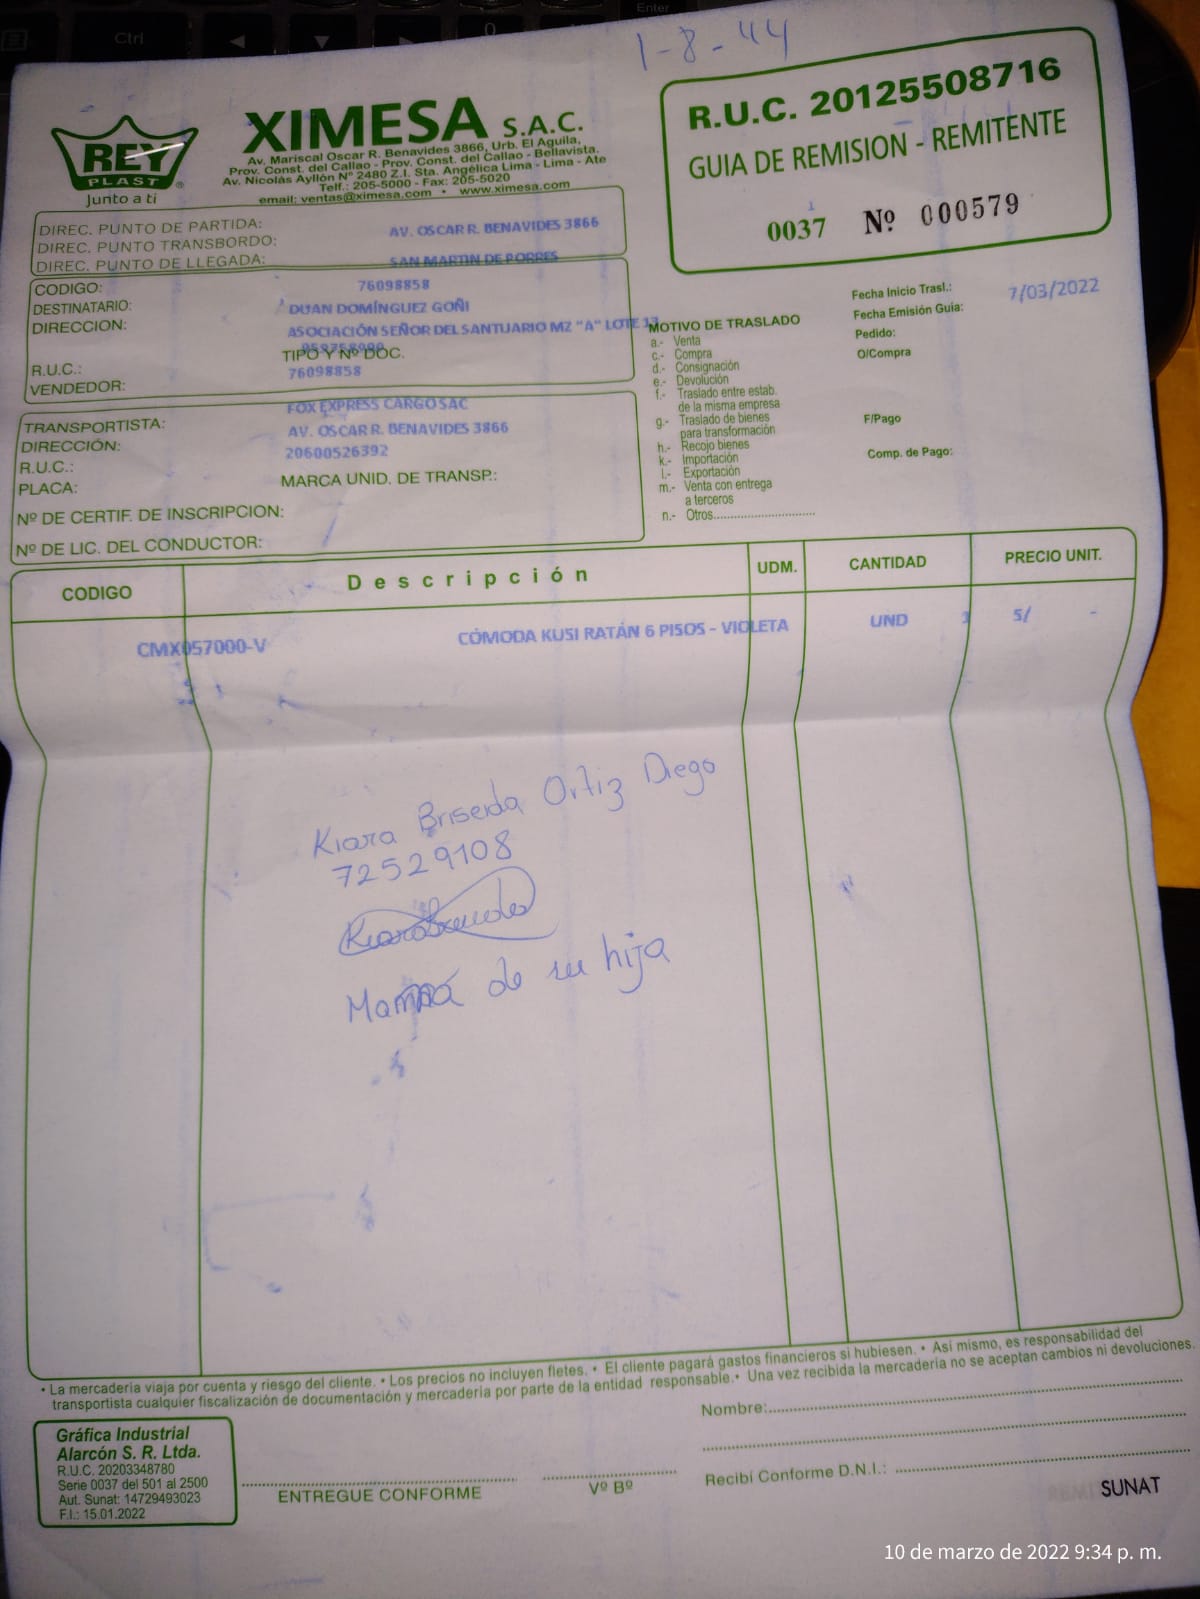 Enter
Ctrl
1-8-44
REY
PLAST ®
Junto a ti
XIMESA S.A.C.
Av. Mariscal Oscar R. Benavides 3866, Urb. El Aguila,
Prov. Const. del Callao - Prov. Const. del Callao - Bellavista.
Av. Nicolás Ayllón Nº 2480 Z.I. Sta. Angélica Lima - Lima - Ate
Telf.: 205-5000 - Fax: 205-5020
email: ventas@ximesa.com • www.ximesa.com
R.U.C. 20125508716
GUIA DE REMISION - REMITENTE
0037 Nº 000579
DIREC. PUNTO DE PARTIDA: AV. OSCAR R. BENAVIDES 3866
DIREC. PUNTO TRANSBORDO:
DIREC. PUNTO DE LLEGADA: SAN MARTIN DE PORRES
CODIGO: 76098858
DESTINATARIO: DUAN DOMÍNGUEZ GOÑI
DIRECCION: ASOCIACIÓN SEÑOR DEL SANTUARIO MZ "A" LOTE 13
TIPO Y Nº DOC.
R.U.C.: 76098858
VENDEDOR:
TRANSPORTISTA: FOX EXPRESS CARGO SAC
DIRECCIÓN: AV. OSCAR R. BENAVIDES 3866
R.U.C.: 20600526392
PLACA: MARCA UNID. DE TRANSP.:
Nº DE CERTIF. DE INSCRIPCION:
Nº DE LIC. DEL CONDUCTOR:
MOTIVO DE TRASLADO
a.- Venta
c.- Compra
d.- Consignación
e.- Devolución
f.- Traslado entre estab.
de la misma empresa
g.- Traslado de bienes
para transformación
h.- Recojo bienes
k.- Importación
l.- Exportación
m.- Venta con entrega
a terceros
n.- Otros
Fecha Inicio Trasl.: 7/03/2022
Fecha Emisión Guía:
Pedido:
O/Compra
F/Pago
Comp. de Pago:
CODIGO Descripción UDM. CANTIDAD PRECIO UNIT.
CMX057000-V CÓMODA KUSI RATÁN 6 PISOS - VIOLETA UND 1 S/ -
Kiara Briseida Ortiz Diego
72529108
Mamá de su hija
• La mercadería viaja por cuenta y riesgo del cliente. • Los precios no incluyen fletes. • El cliente pagará gastos financieros si hubiesen. • Así mismo, es responsabilidad del
transportista cualquier fiscalización de documentación y mercadería por parte de la entidad responsable. • Una vez recibida la mercadería no se aceptan cambios ni devoluciones.
Gráfica Industrial
Alarcón S. R. Ltda.
R.U.C. 20203348780
Serie 0037 del 501 al 2500
Aut. Sunat: 14729493023
F.I.: 15.01.2022
ENTREGUE CONFORME
Vº Bº
Nombre:
Recibí Conforme D.N.I.:
SUNAT
10 de marzo de 2022 9:34 p. m.